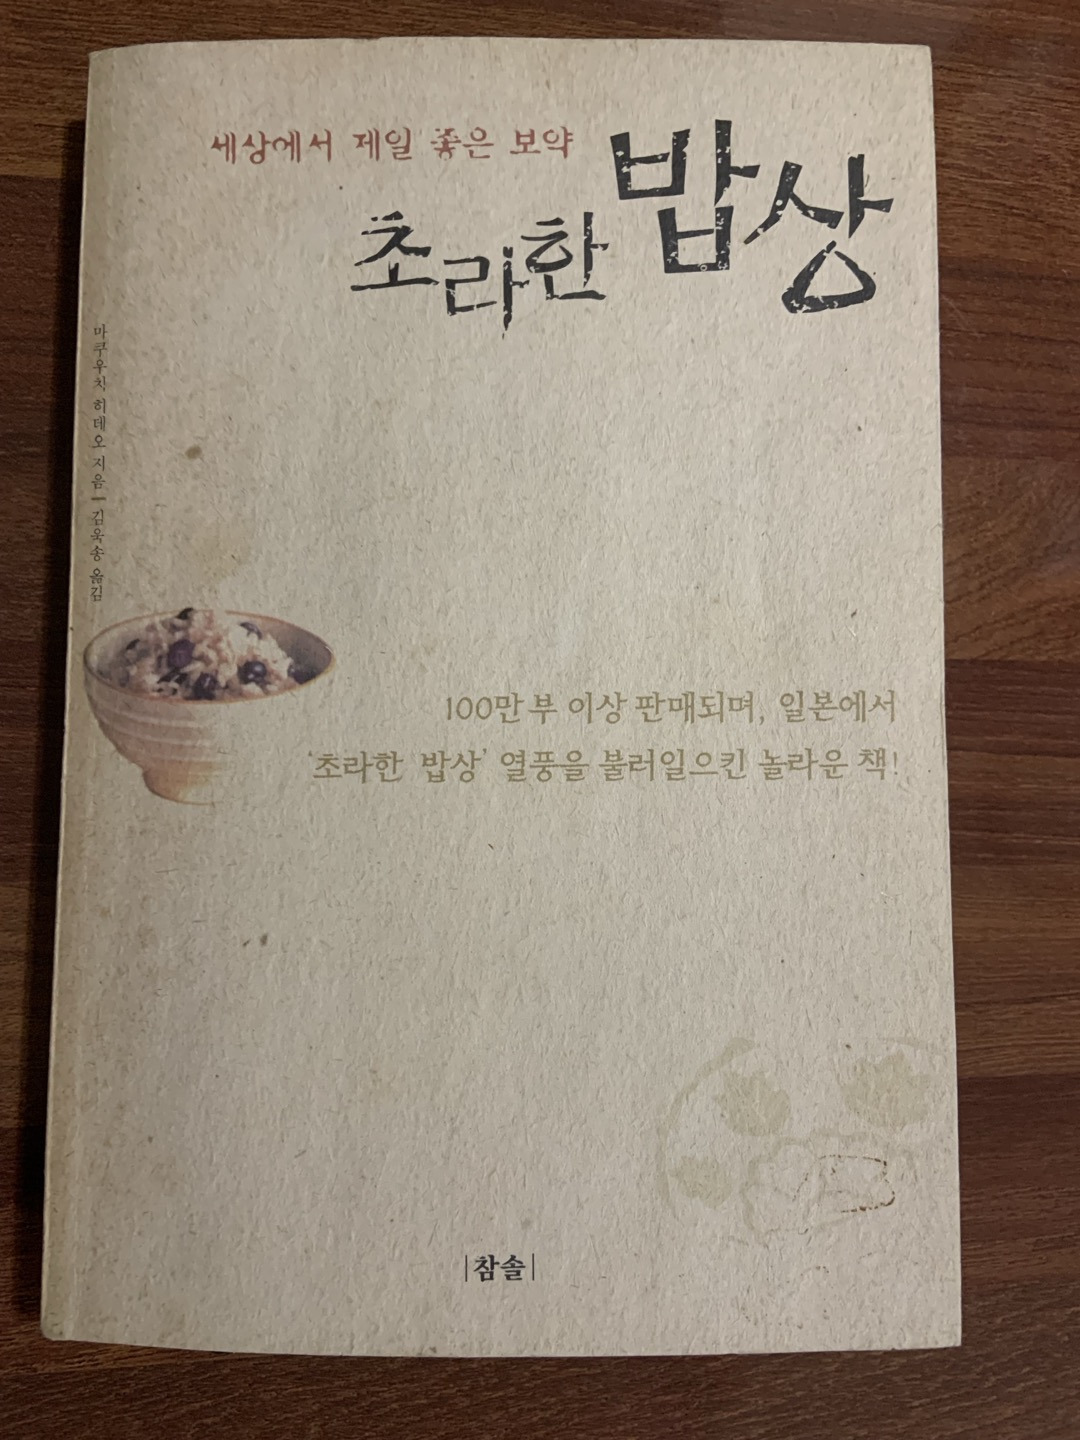 세상에서 제일 좋은 보약
초라한 밥상
마쿠우치 히데오 지음 | 김욱송 옮김
100만 부 이상 판매되며, 일본에서
'초라한 밥상' 열풍을 불러일으킨 놀라운 책!
|참솔|